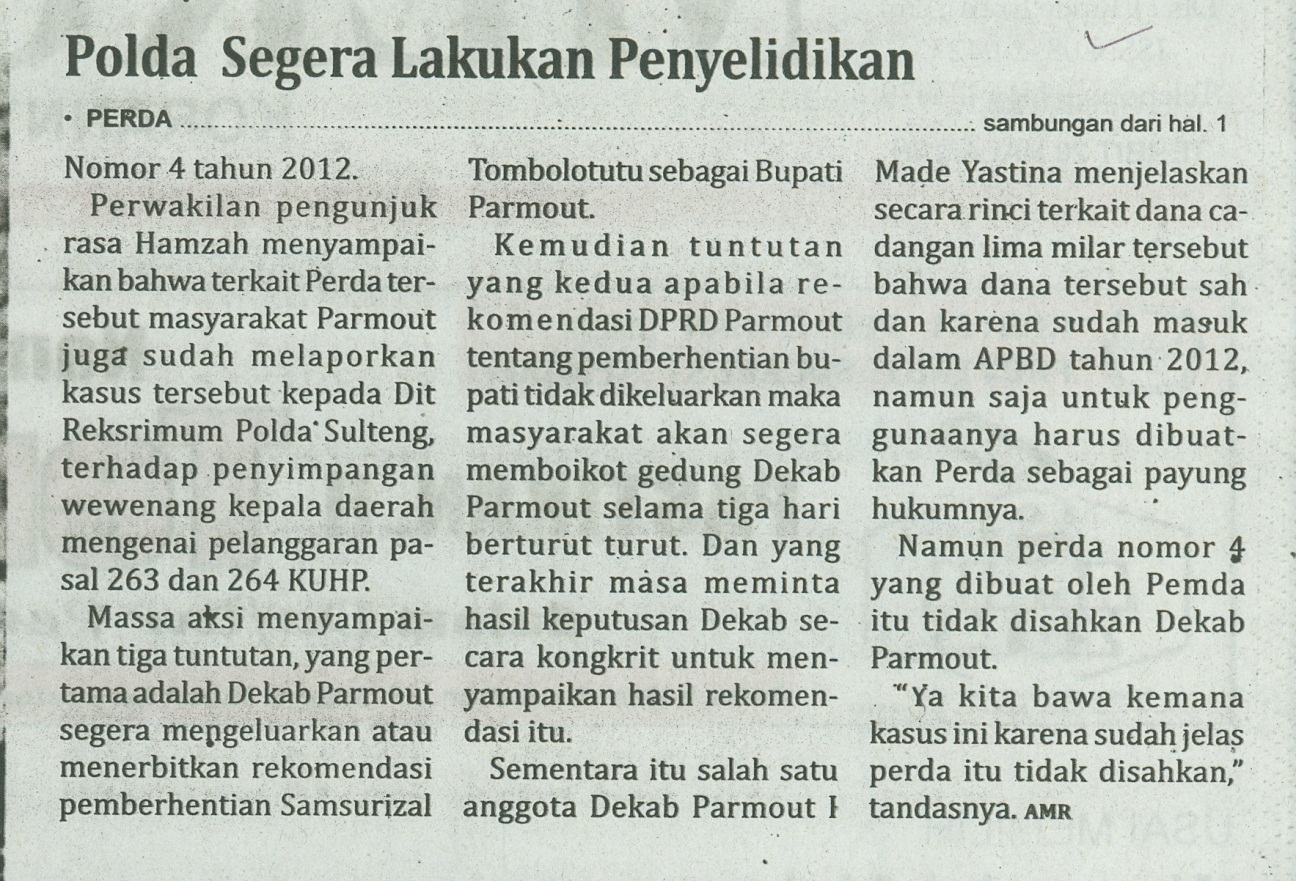 Polda Segera Lakukan Penyelidikan
• PERDA ........................................................................ sambungan dari hal. 1
Nomor 4 tahun 2012.
Perwakilan pengunjuk
rasa Hamzah menyampai-
kan bahwa terkait Perda ter-
sebut masyarakat Parmout
juga sudah melaporkan
kasus tersebut kepada Dit
Reksrimum Polda Sulteng,
terhadap penyimpangan
wewenang kepala daerah
mengenai pelanggaran pa-
sal 263 dan 264 KUHP.
Massa aksi menyampai-
kan tiga tuntutan, yang per-
tama adalah Dekab Parmout
segera mengeluarkan atau
menerbitkan rekomendasi
pemberhentian Samsurizal
Tombolotutu sebagai Bupati
Parmout.
Kemudian tuntutan
yang kedua apabila re-
komendasi DPRD Parmout
tentang pemberhentian bu-
pati tidak dikeluarkan maka
masyarakat akan segera
memboikot gedung Dekab
Parmout selama tiga hari
berturut turut. Dan yang
terakhir masa meminta
hasil keputusan Dekab se-
cara kongkrit untuk men-
yampaikan hasil rekomen-
dasi itu.
Sementara itu salah satu
anggota Dekab Parmout I
Made Yastina menjelaskan
secara rinci terkait dana ca-
dangan lima milar tersebut
bahwa dana tersebut sah
dan karena sudah masuk
dalam APBD tahun 2012,
namun saja untuk peng-
gunaanya harus dibuat-
kan Perda sebagai payung
hukumnya.
Namun perda nomor 4
yang dibuat oleh Pemda
itu tidak disahkan Dekab
Parmout.
"Ya kita bawa kemana
kasus ini karena sudah jelas
perda itu tidak disahkan,"
tandasnya. AMR